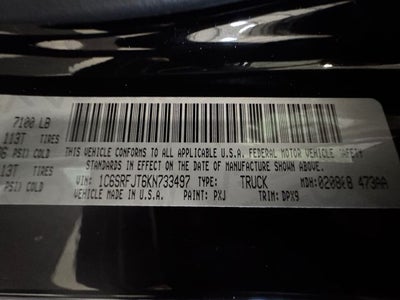 7100 LB
113T TIRES
PSI) COLD
THIS VEHICLE CONFORMS TO ALL APPLICABLE U.S.A. FEDERAL MOTOR VEHICLE SAFETY
113T TIRES
STANDARDS IN EFFECT ON THE DATE OF MANUFACTURE SHOWN ABOVE.
PSI) COLD
VIN: 1C6SRFJT6KN733497 TYPE: TRUCK MDH: 473AA
VEHICLE MADE IN U.S.A. PAINT: PXJ TRIM: DPX9